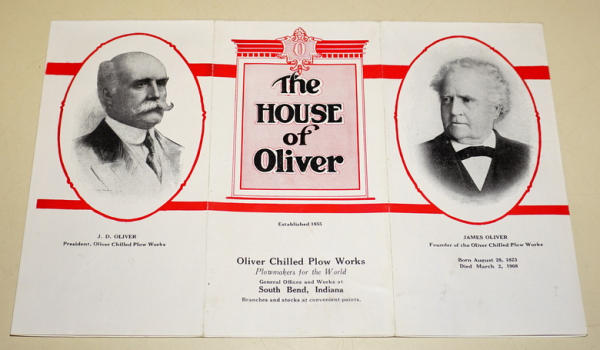 O
The
HOUSE
of
Oliver
J. D. OLIVER
President, Oliver Chilled Plow Works
Established 1855
Oliver Chilled Plow Works
Plowmakers for the World
General Offices and Works at
South Bend, Indiana
Branches and stocks at convenient points.
JAMES OLIVER
Founder of the Oliver Chilled Plow Works
Born August 28, 1823
Died March 2, 1908